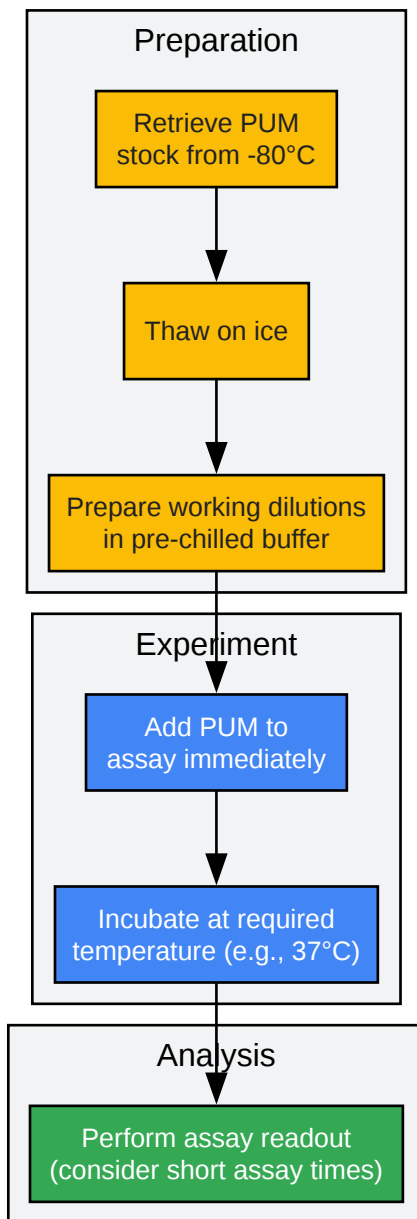 Preparation
Retrieve PUM
stock from -80°C
Thaw on ice
Prepare working dilutions
in pre-chilled buffer
Experiment
Add PUM to
assay immediately
Incubate at required
temperature (e.g., 37°C)
Analysis
Perform assay readout
(consider short assay times)